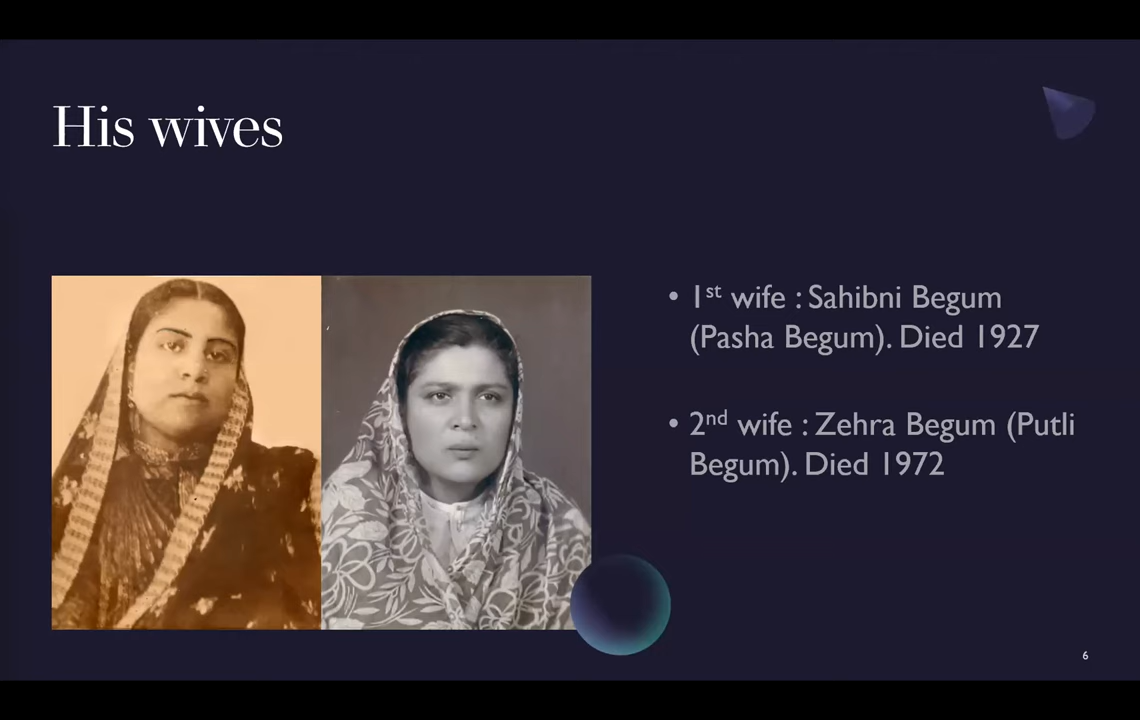 His wives
• 1st wife : Sahibni Begum
(Pasha Begum). Died 1927
• 2nd wife : Zehra Begum (Putli
Begum). Died 1972
6